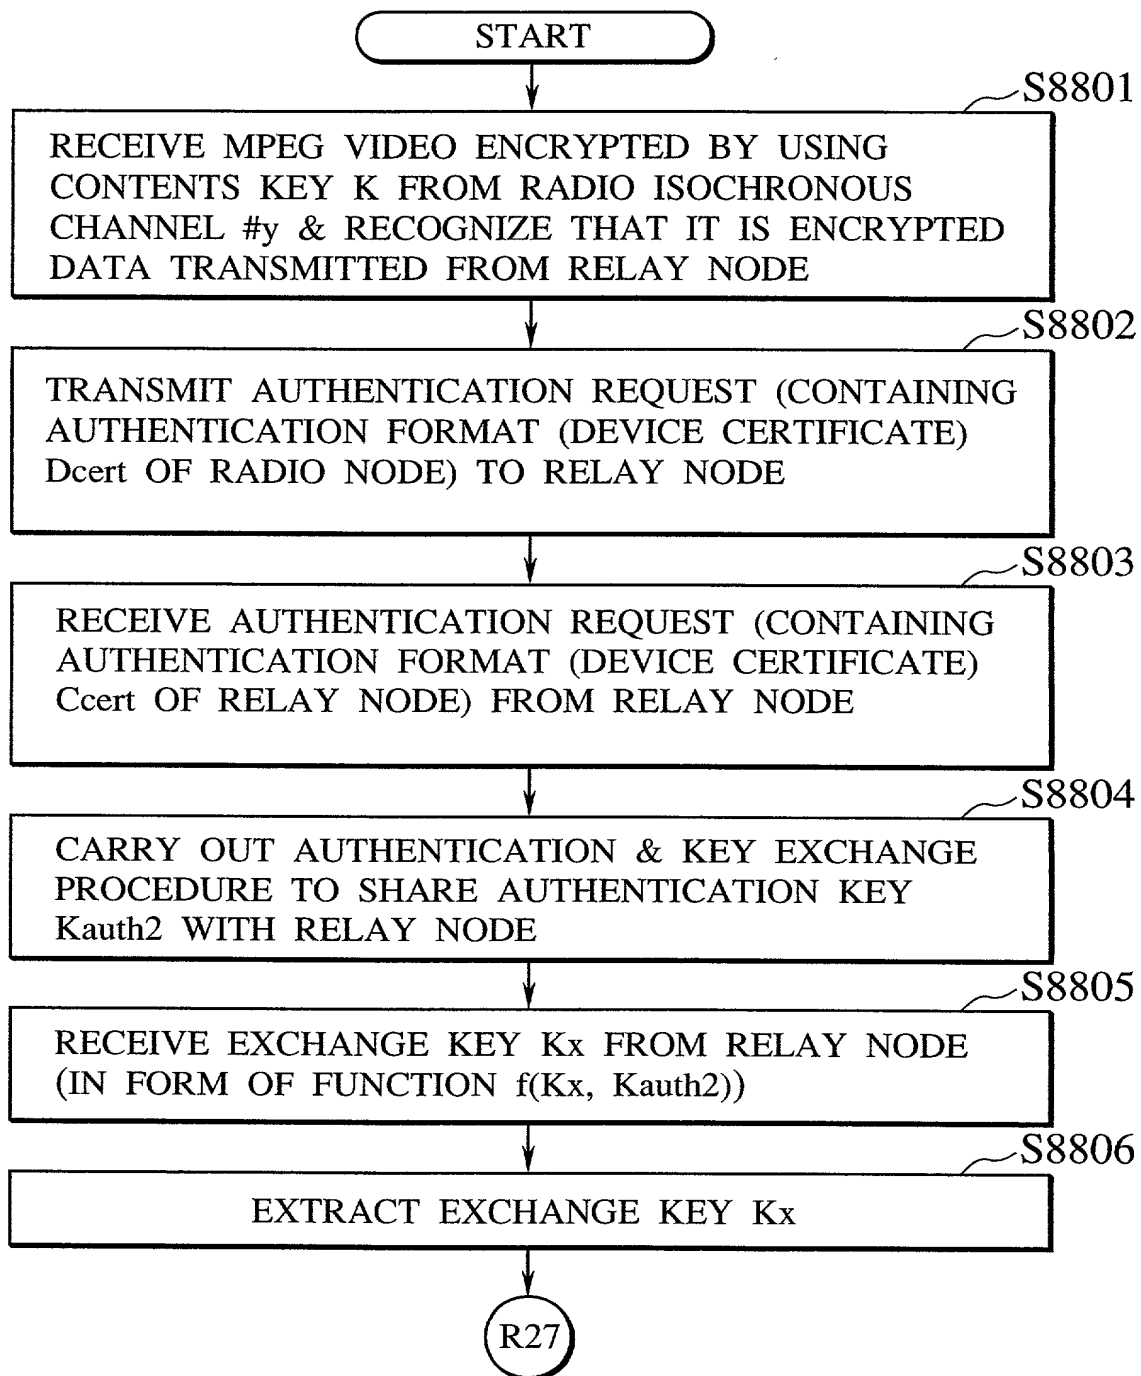 START
S8801
RECEIVE MPEG VIDEO ENCRYPTED BY USING
CONTENTS KEY K FROM RADIO ISOCHRONOUS
CHANNEL #y & RECOGNIZE THAT IT IS ENCRYPTED
DATA TRANSMITTED FROM RELAY NODE
S8802
TRANSMIT AUTHENTICATION REQUEST (CONTAINING
AUTHENTICATION FORMAT (DEVICE CERTIFICATE)
Dcert OF RADIO NODE) TO RELAY NODE
S8803
RECEIVE AUTHENTICATION REQUEST (CONTAINING
AUTHENTICATION FORMAT (DEVICE CERTIFICATE)
Ccert OF RELAY NODE) FROM RELAY NODE
S8804
CARRY OUT AUTHENTICATION & KEY EXCHANGE
PROCEDURE TO SHARE AUTHENTICATION KEY
Kauth2 WITH RELAY NODE
S8805
RECEIVE EXCHANGE KEY Kx FROM RELAY NODE
(IN FORM OF FUNCTION f(Kx, Kauth2))
S8806
EXTRACT EXCHANGE KEY Kx
R27